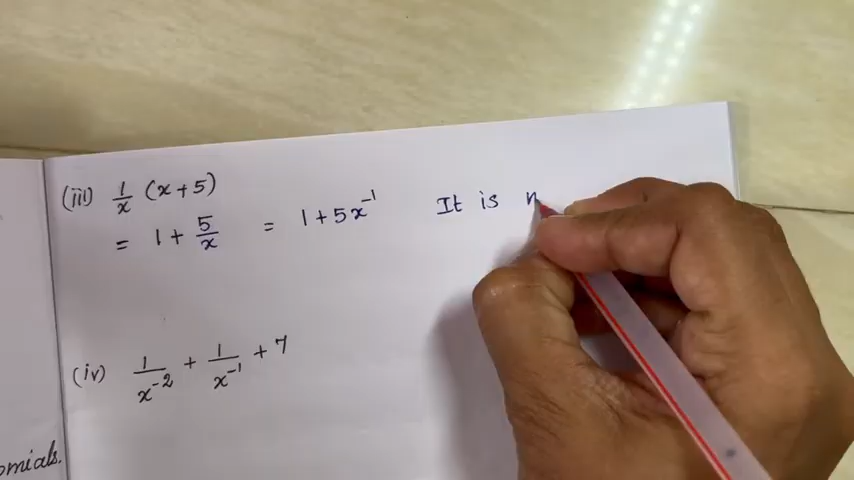 (iii) 1/x (x+5)
= 1 + 5/x = 1 + 5x⁻¹ It is n
(iv) 1/x⁻² + 1/x⁻¹ + 7
omials.